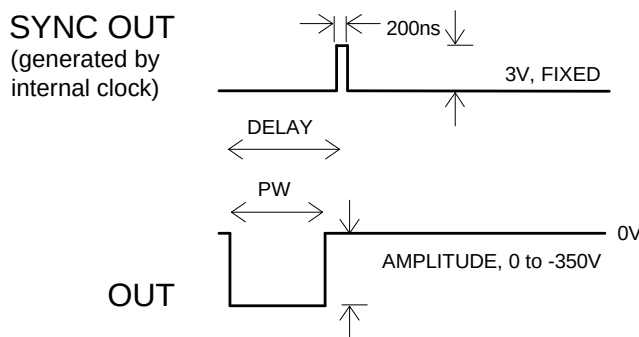 SYNC OUT
(generated by
internal clock)
200ns
3V, FIXED
DELAY
PW
0V
AMPLITUDE, 0 to -350V
OUT